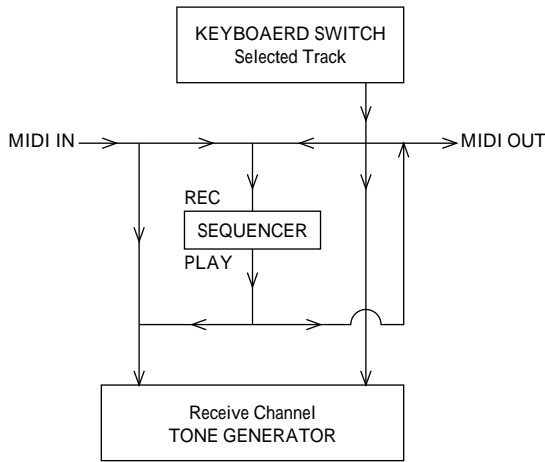 KEYBOAERD SWITCH
Selected Track
MIDI IN
MIDI OUT
REC
SEQUENCER
PLAY
Receive Channel
TONE GENERATOR